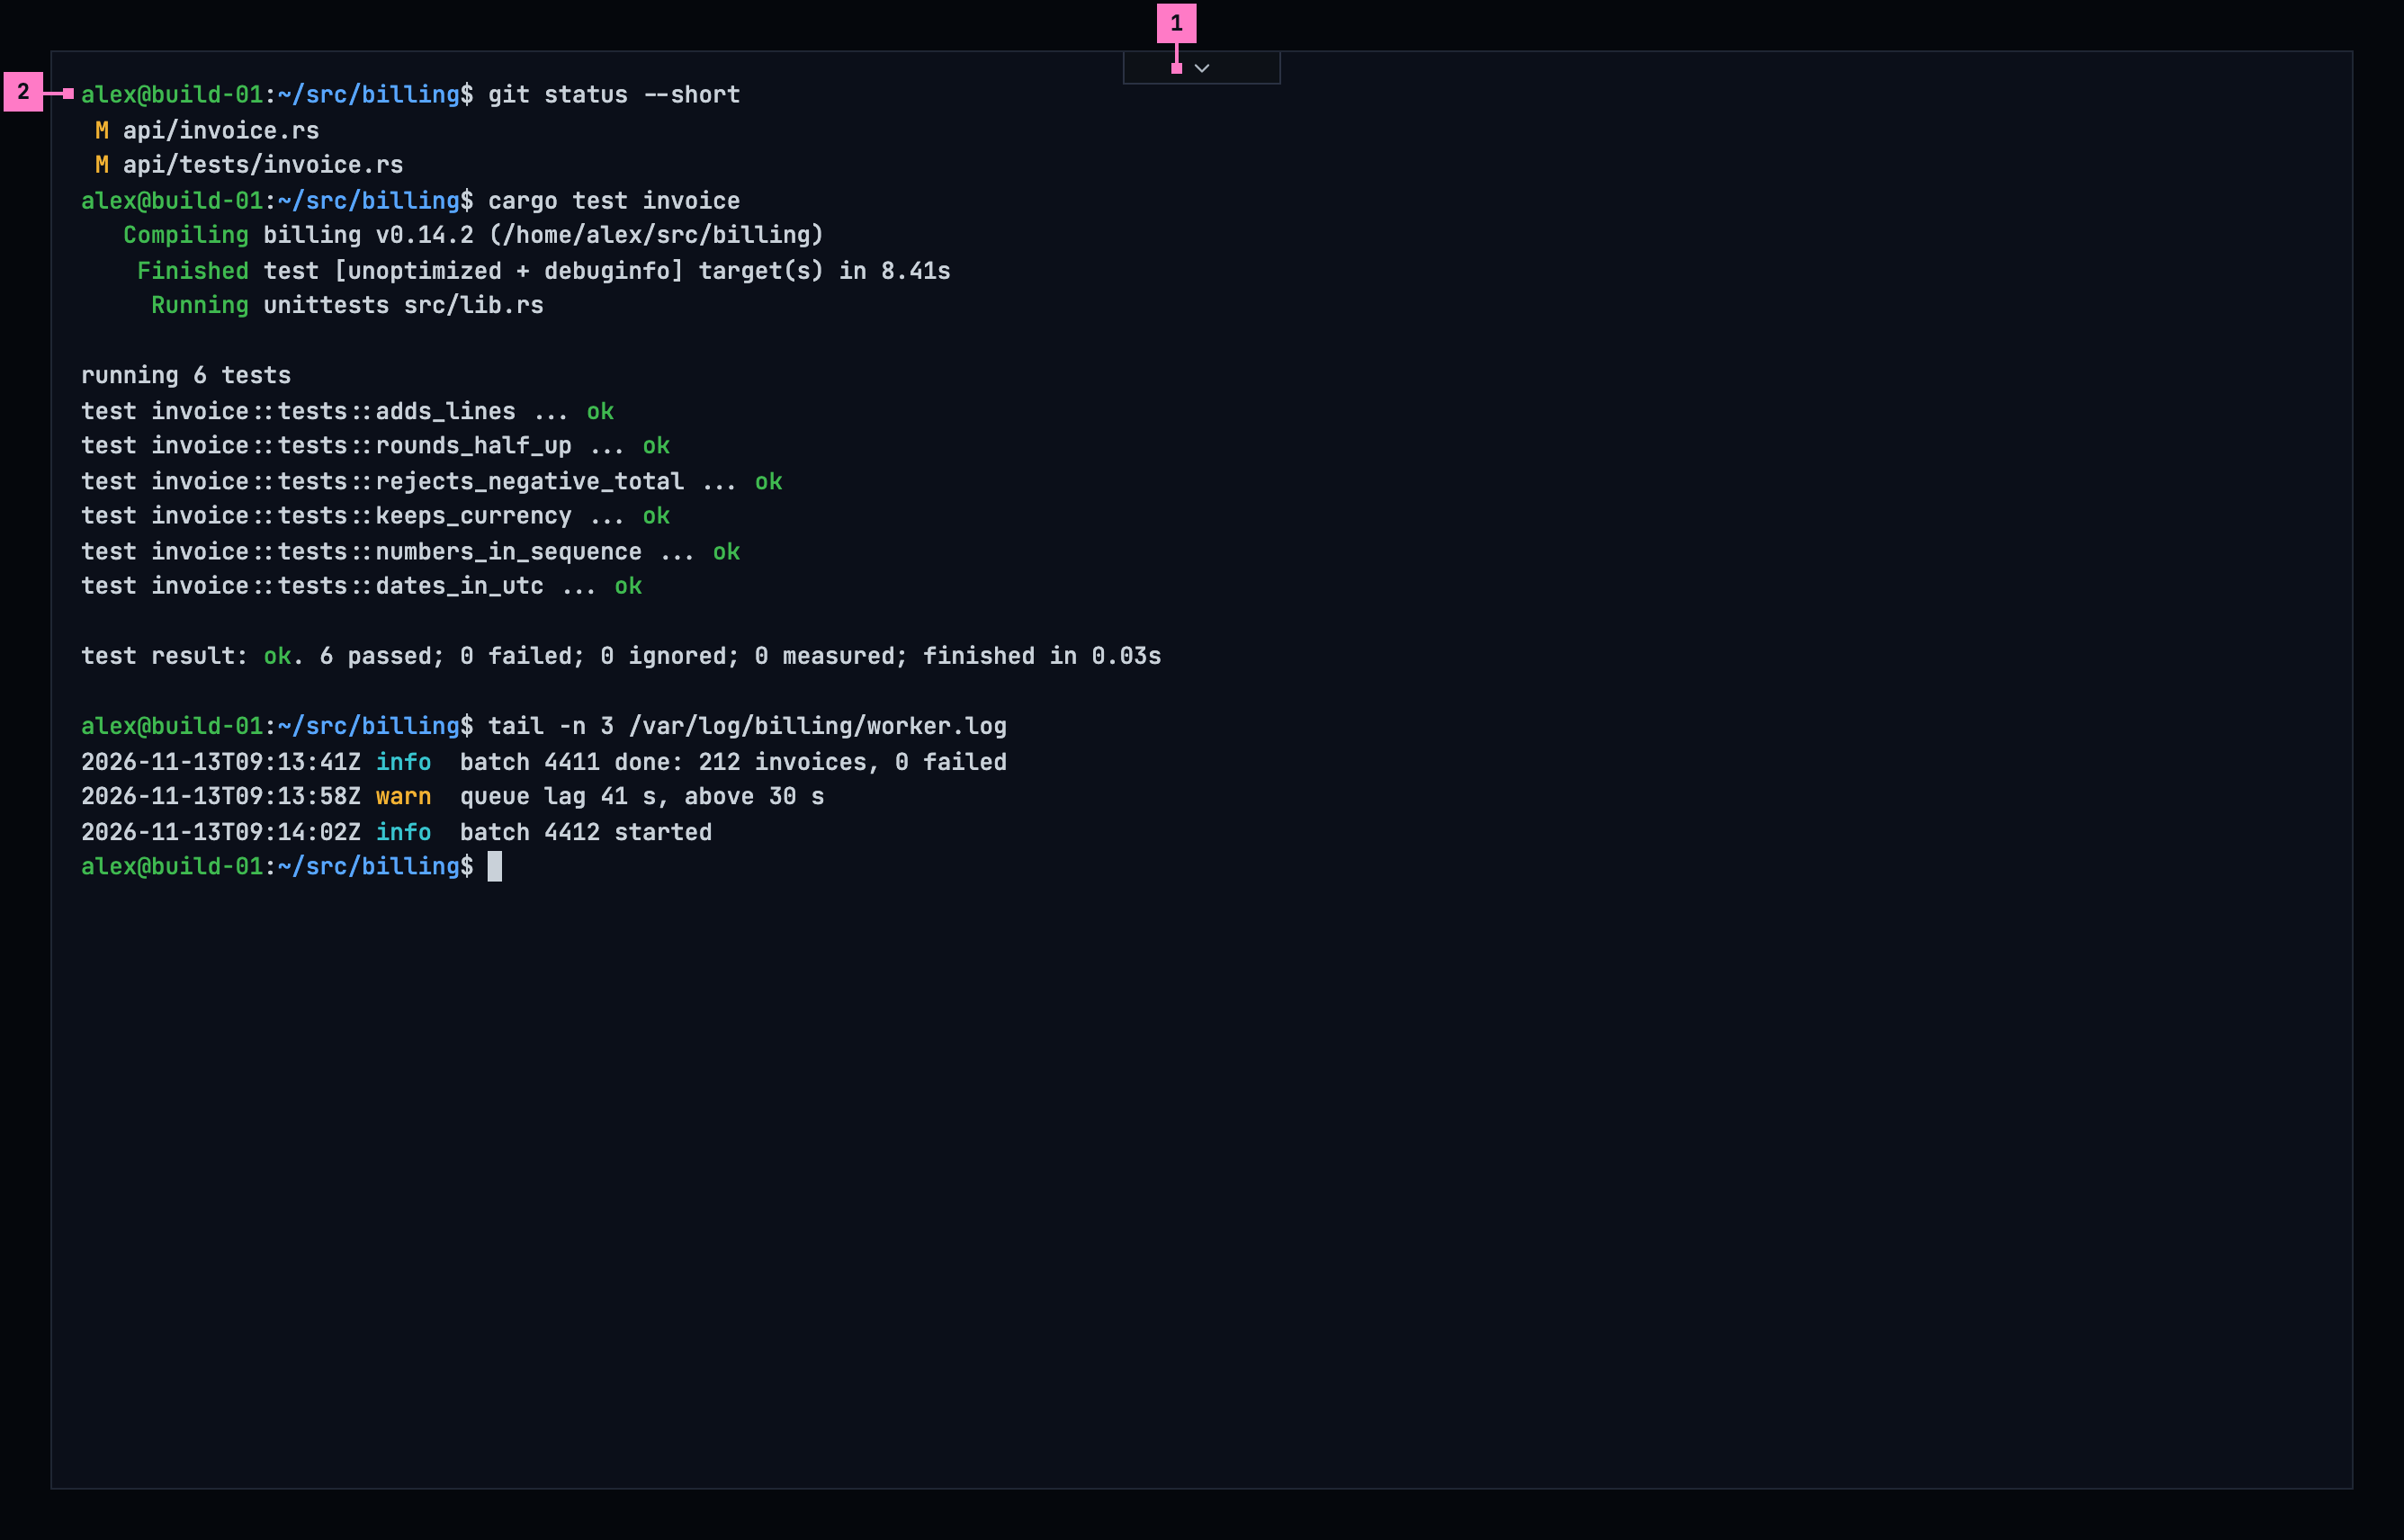 1
2
alex@build-01:~/src/billing$ git status --short
 M api/invoice.rs
 M api/tests/invoice.rs
alex@build-01:~/src/billing$ cargo test invoice
   Compiling billing v0.14.2 (/home/alex/src/billing)
    Finished test [unoptimized + debuginfo] target(s) in 8.41s
     Running unittests src/lib.rs
running 6 tests
test invoice::tests::adds_lines ... ok
test invoice::tests::rounds_half_up ... ok
test invoice::tests::rejects_negative_total ... ok
test invoice::tests::keeps_currency ... ok
test invoice::tests::numbers_in_sequence ... ok
test invoice::tests::dates_in_utc ... ok
test result: ok. 6 passed; 0 failed; 0 ignored; 0 measured; finished in 0.03s
alex@build-01:~/src/billing$ tail -n 3 /var/log/billing/worker.log
2026-11-13T09:13:41Z info  batch 4411 done: 212 invoices, 0 failed
2026-11-13T09:13:58Z warn  queue lag 41 s, above 30 s
2026-11-13T09:14:02Z info  batch 4412 started
alex@build-01:~/src/billing$